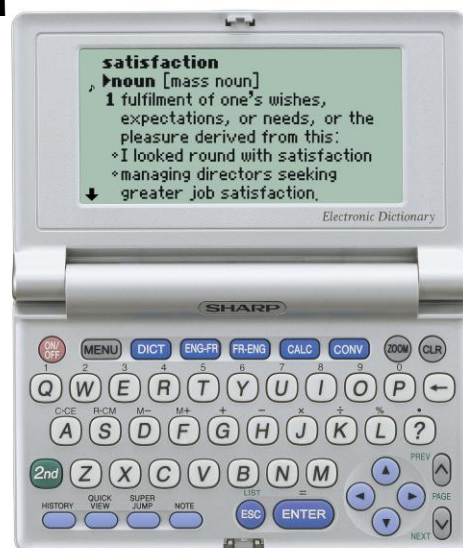 satisfaction
▶noun [mass noun]
1 fulfilment of one's wishes,
expectations, or needs, or the
pleasure derived from this:
❖I looked round with satisfaction
❖managing directors seeking
greater job satisfaction.
Electronic Dictionary
SHARP
ON/OFF MENU DICT ENG-FR FR-ENG CALC CONV ZOOM CLR
1 2 3 4 5 6 7 8 9 0
Q W E R T Y U I O P ←
C·CE R·CM M− M+ + − × ÷ % •
A S D F G H J K L ?
2nd Z X C V B N M
PREV
PAGE
NEXT
HISTORY QUICK VIEW SUPER JUMP NOTE
LIST =
ESC ENTER